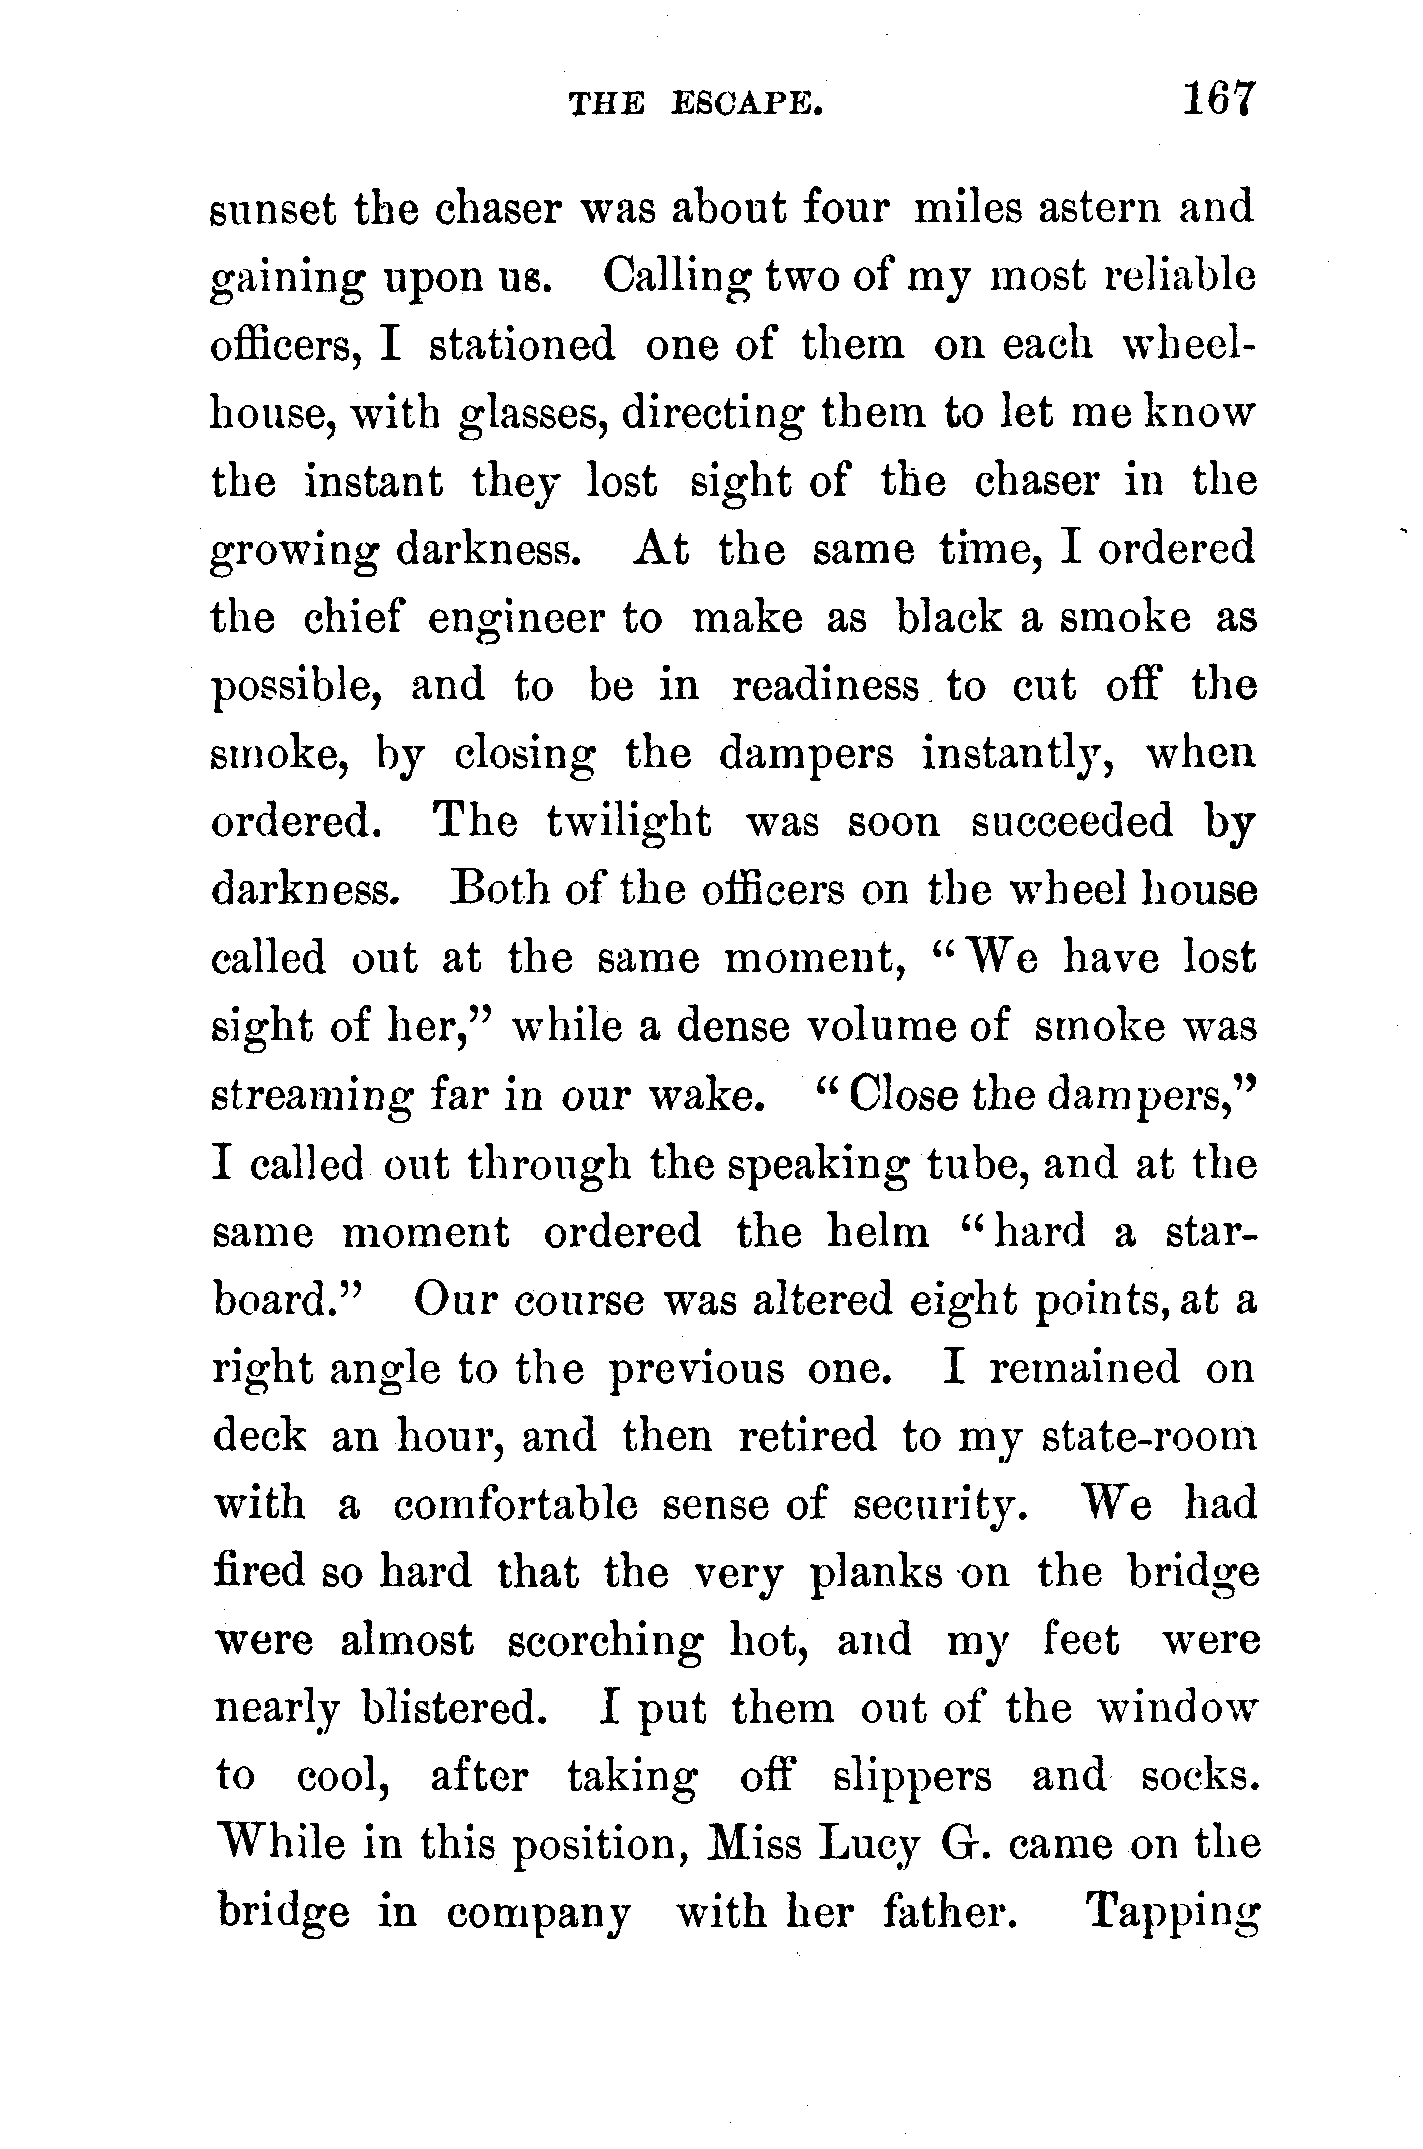 THE ESCAPE. 167
sunset the chaser was about four miles astern and
gaining upon us. Calling two of my most reliable
officers, I stationed one of them on each wheel-
house, with glasses, directing them to let me know
the instant they lost sight of the chaser in the
growing darkness. At the same time, I ordered
the chief engineer to make as black a smoke as
possible, and to be in readiness to cut off the
smoke, by closing the dampers instantly, when
ordered. The twilight was soon succeeded by
darkness. Both of the officers on the wheel house
called out at the same moment, “We have lost
sight of her,” while a dense volume of smoke was
streaming far in our wake. “Close the dampers,”
I called out through the speaking tube, and at the
same moment ordered the helm “hard a star-
board.” Our course was altered eight points, at a
right angle to the previous one. I remained on
deck an hour, and then retired to my state-room
with a comfortable sense of security. We had
fired so hard that the very planks on the bridge
were almost scorching hot, and my feet were
nearly blistered. I put them out of the window
to cool, after taking off slippers and socks.
While in this position, Miss Lucy G. came on the
bridge in company with her father. Tapping